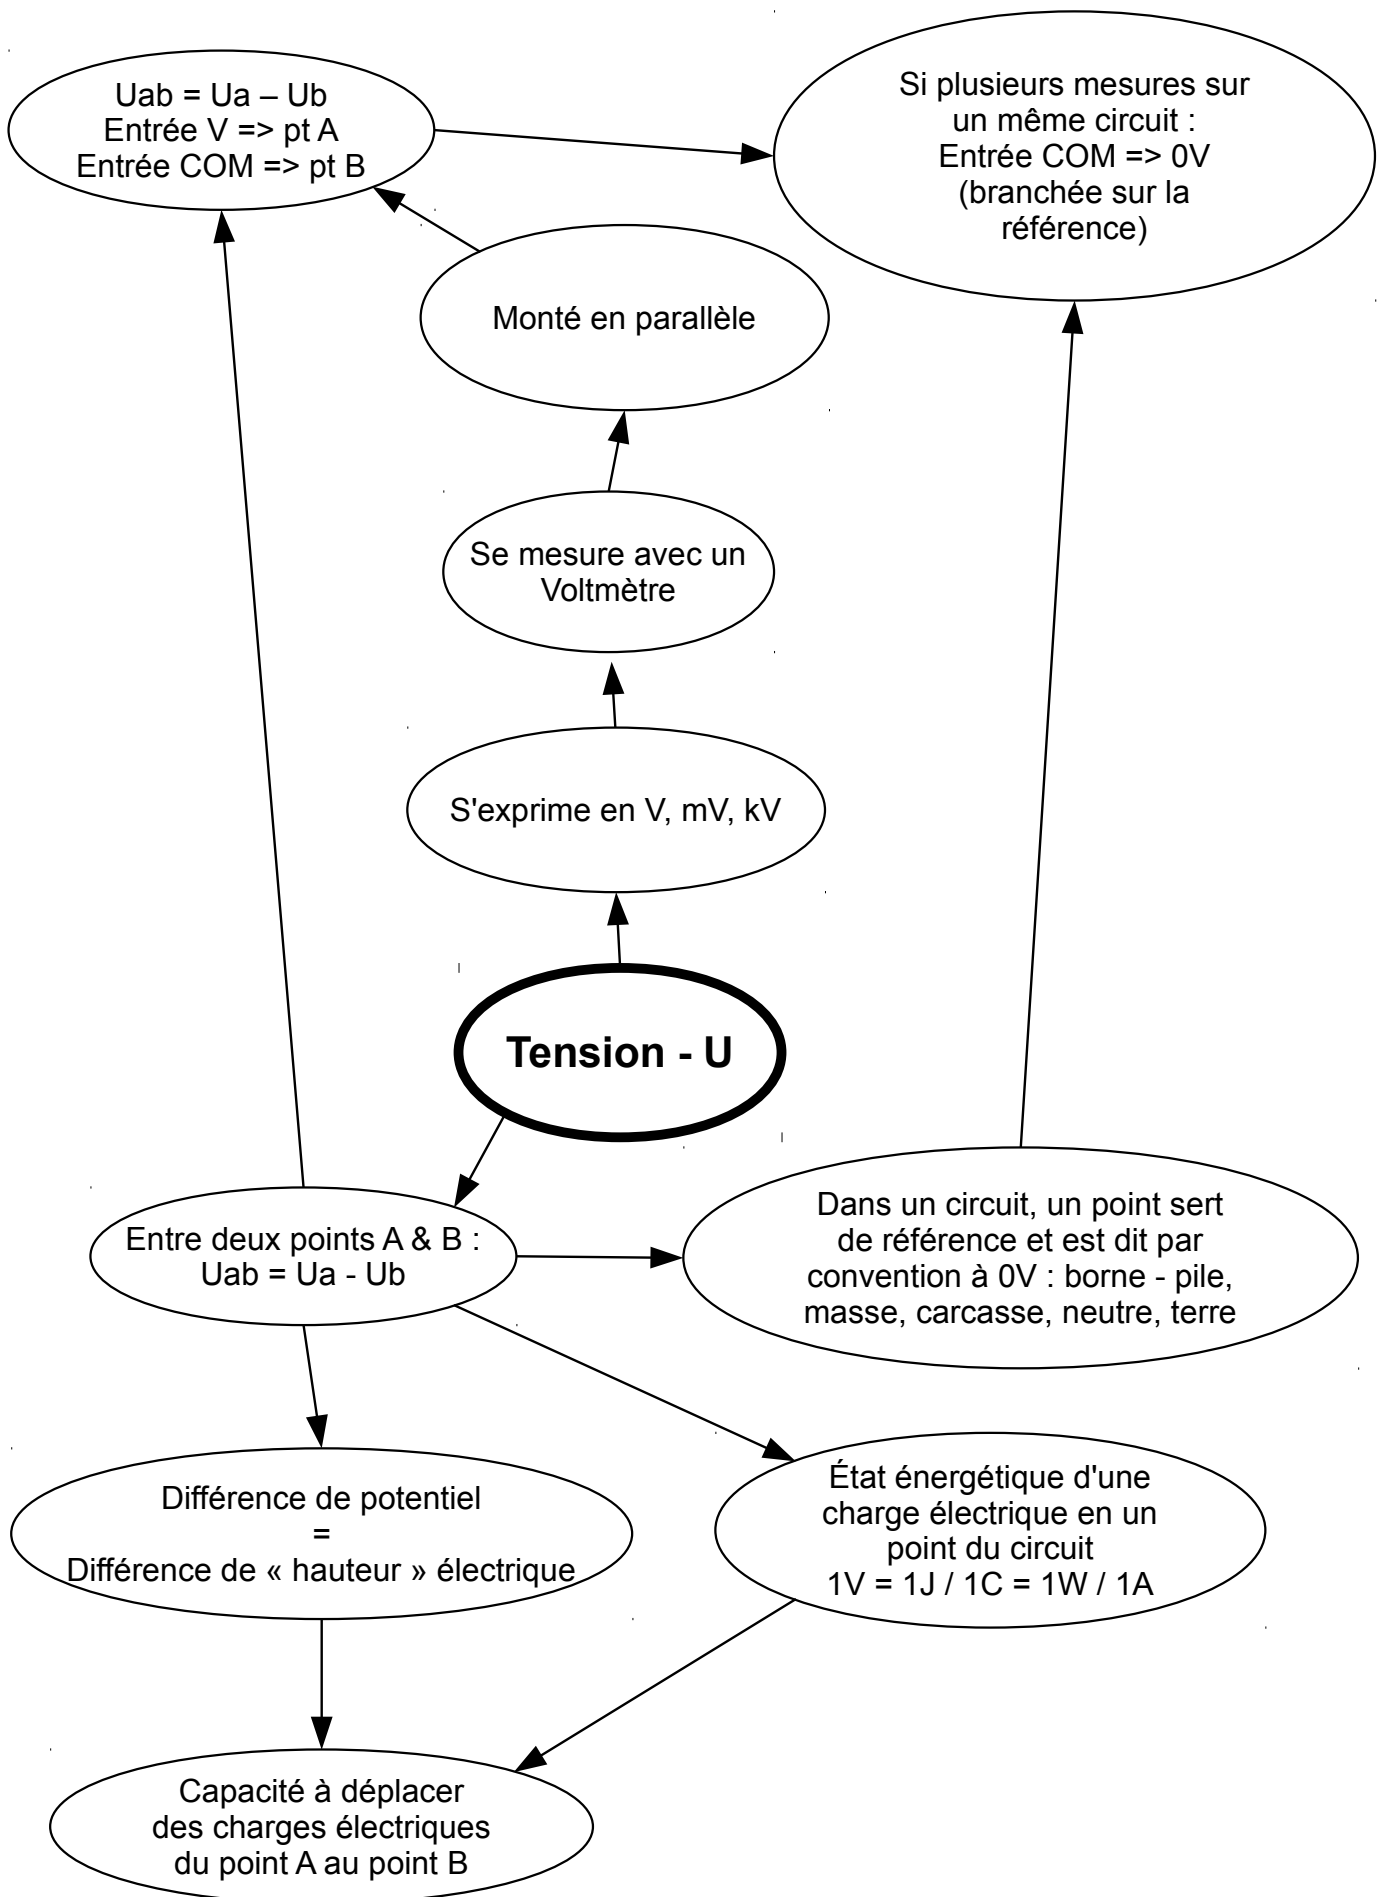 Uab = Ua – Ub
Entrée V => pt A
Entrée COM => pt B
Si plusieurs mesures sur
un même circuit :
Entrée COM => 0V
(branchée sur la
référence)
Monté en parallèle
Se mesure avec un
Voltmètre
S'exprime en V, mV, kV
Tension - U
Entre deux points A & B :
Uab = Ua - Ub
Dans un circuit, un point sert
de référence et est dit par
convention à 0V : borne - pile,
masse, carcasse, neutre, terre
Différence de potentiel
=
Différence de « hauteur » électrique
État énergétique d'une
charge électrique en un
point du circuit
1V = 1J / 1C = 1W / 1A
Capacité à déplacer
des charges électriques
du point A au point B